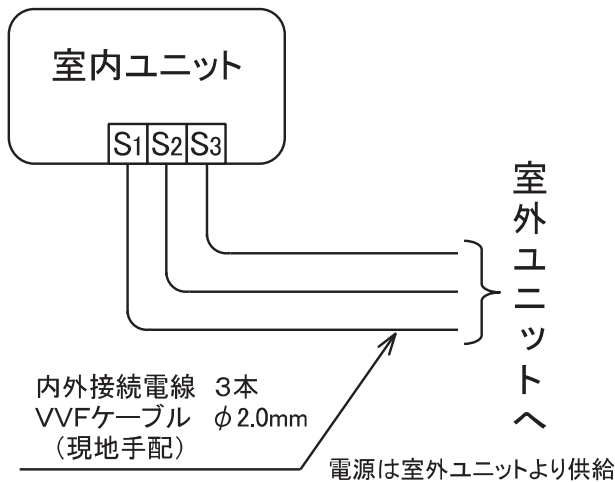 室内ユニット
S1 S2 S3
室外ユニットへ
内外接続電線 3本
VVFケーブル φ2.0mm
(現地手配)
電源は室外ユニットより供給